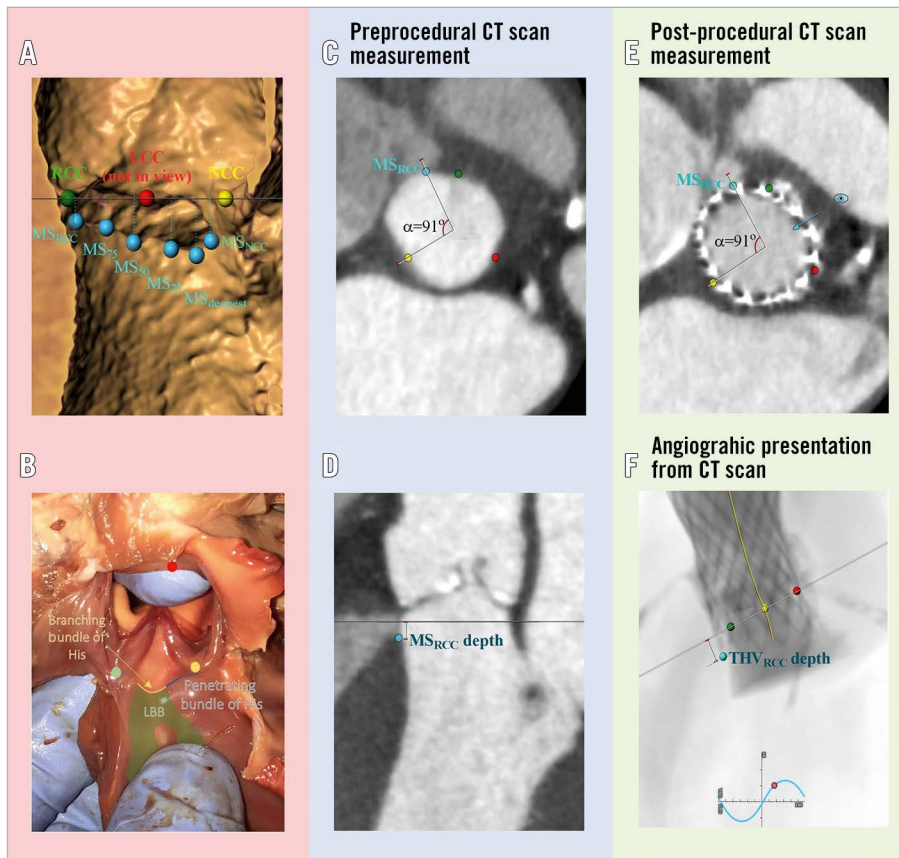 A
RCC
LCC
(not in view)
NCC
MSRCC
MS75
MS50
MS25
MSdeepest
MSNCC
B
Branching
bundle of
His
LBB
Penetrating
bundle of His
C
Preprocedural CT scan
measurement
MSRCC
α=91º
D
MSRCC depth
E
Post-procedural CT scan
measurement
MSRCC
α=91º
F
Angiograhic presentation
from CT scan
THVRCC depth